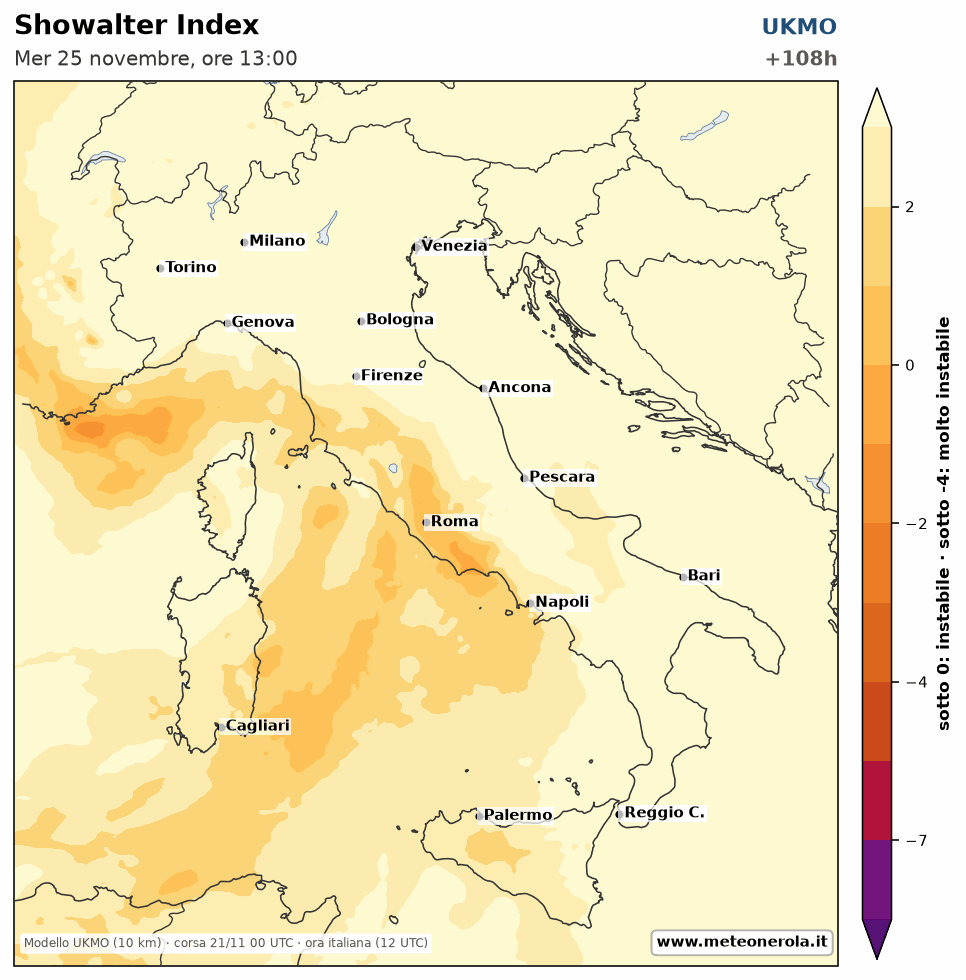 Showalter Index
UKMO
Mer 25 novembre, ore 13:00
+108h
Milano
Venezia
Torino
Genova
Bologna
Firenze
Ancona
Pescara
Roma
Bari
Napoli
Cagliari
Palermo
Reggio C.
2
0
−2
−4
−7
sotto 0: instabile · sotto -4: molto instabile
Modello UKMO (10 km) · corsa 21/11 00 UTC · ora italiana (12 UTC)
www.meteonerola.it